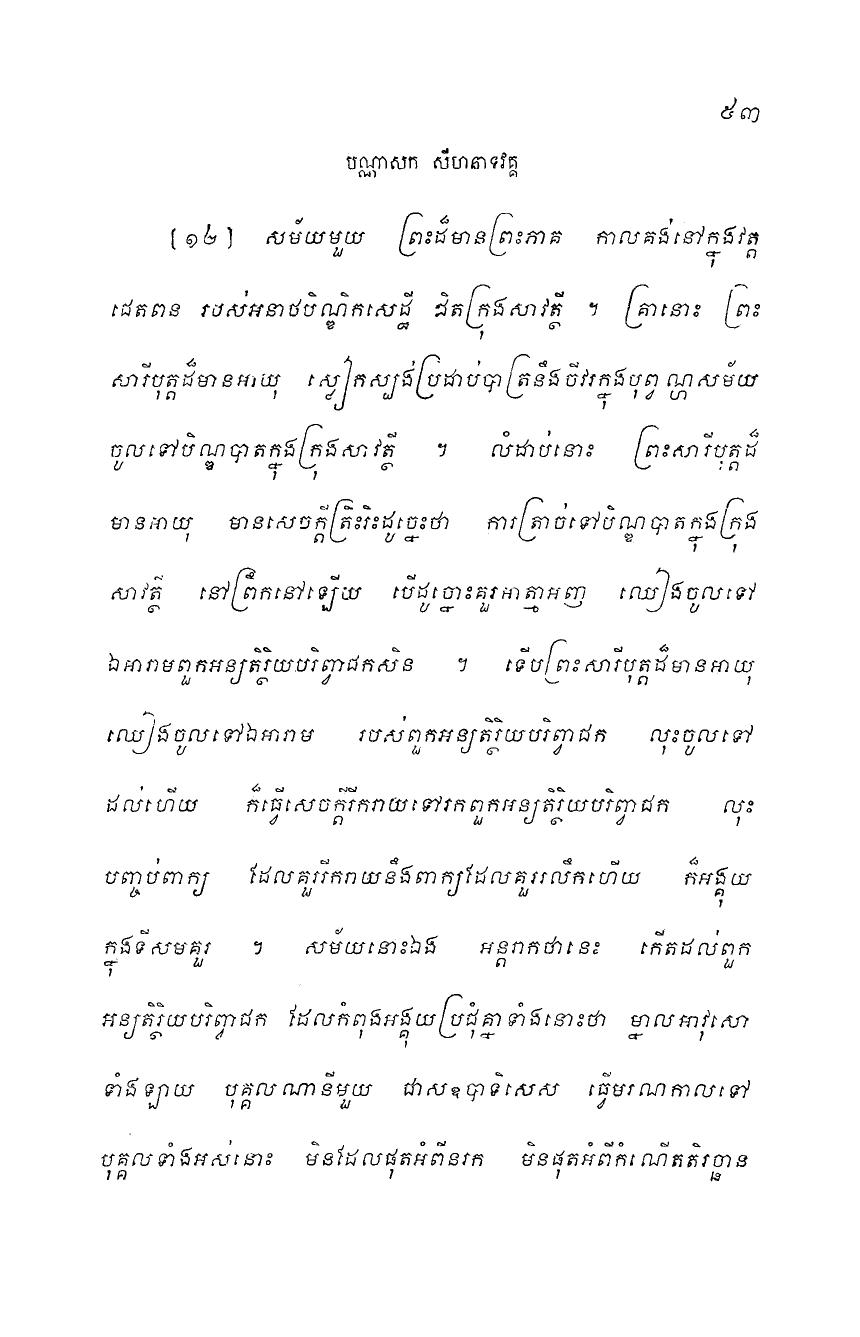 ៥៣
បណ្ណាសក សីហនាទវគ្គ
[១២] សម័យមួយ ព្រះដ៏មានព្រះភាគ កាលគង់នៅក្នុងវត្ត
ជេតពន របស់អនាថបិណ្ឌិកសេដ្ឋី ជិតក្រុងសាវត្ថី ។ គ្រានោះ ព្រះ
សារីបុត្តដ៏មានអាយុ ស្លៀកស្បង់ប្រដាប់បាត្រនឹងចីវរក្នុងបុព្វណ្ហសម័យ
ចូលទៅបិណ្ឌបាតក្នុងក្រុងសាវត្ថី ។ លំដាប់នោះ ព្រះសារីបុត្តដ៏
មានអាយុ មានសេចក្តីត្រិះរិះដូច្នេះថា ការត្រាច់ទៅបិណ្ឌបាតក្នុងក្រុង
សាវត្ថី នៅព្រឹកនៅឡើយ បើដូច្នោះគួរអាត្មាអញ ឈៀងចូលទៅ
ឯអារាមពួកអន្យតិរ្ថិយបរិព្វាជកសិន ។ ទើបព្រះសារីបុត្តដ៏មានអាយុ
ឈៀងចូលទៅឯអារាម របស់ពួកអន្យតិរ្ថិយបរិព្វាជក លុះចូលទៅ
ដល់ហើយ ក៏ធ្វើសេចក្តីរីករាយទៅរកពួកអន្យតិរ្ថិយបរិព្វាជក លុះ
បញ្ចប់ពាក្យ ដែលគួររីករាយនឹងពាក្យដែលគួររលឹកហើយ ក៏អង្គុយ
ក្នុងទីសមគួរ ។ សម័យនោះឯង អន្តរាកថានេះ កើតដល់ពួក
អន្យតិរ្ថិយបរិព្វាជក ដែលកំពុងអង្គុយប្រជុំគ្នាទាំងនោះថា ម្នាលអាវុសោ
ទាំងឡាយ បុគ្គលណានីមួយ ជាសឧបាទិសេស ធ្វើមរណកាលទៅ
បុគ្គលទាំងអស់នោះ មិនដែលផុតអំពីនរក មិនផុតអំពីកំណើតតិរច្ឆាន